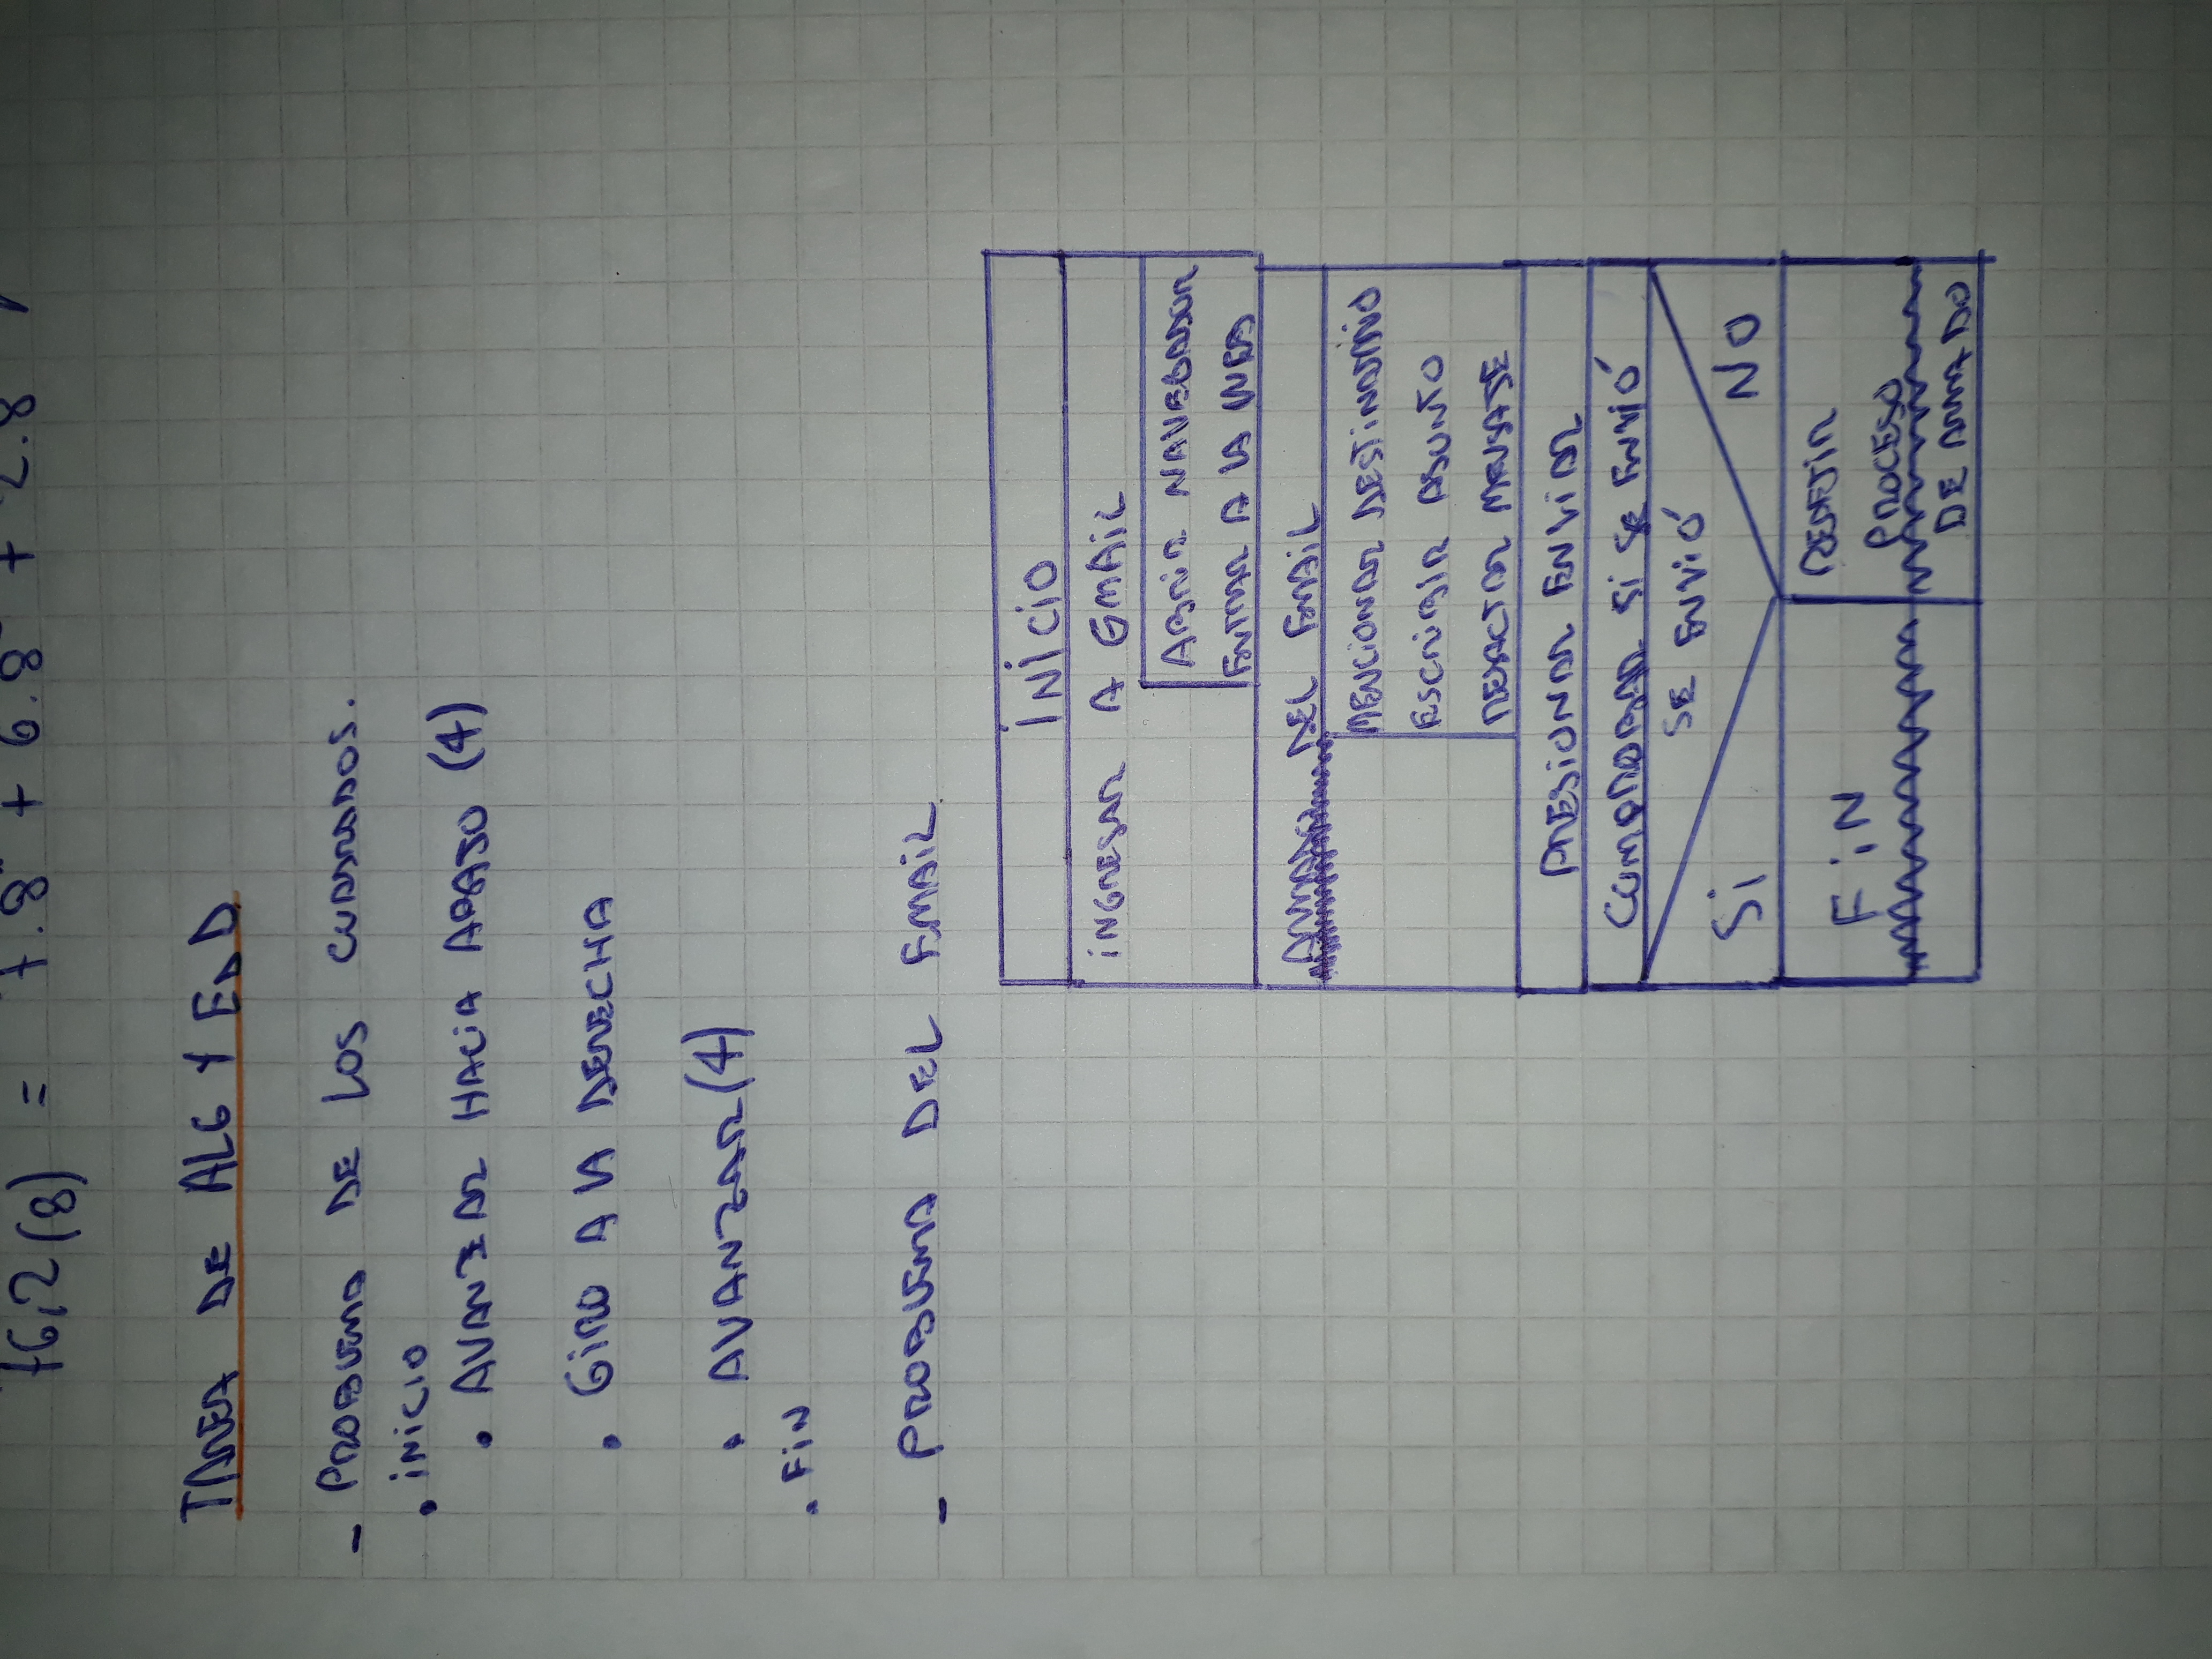 76,2(8) = 7.8 + 6.8 + 2.8
TAREA DE ALG Y EDD
- PROBLEMA DE LOS CUADRADOS.
• INICIO
• AVANZAR HACIA ABAJO (4)
• GIRO A LA DERECHA
• AVANZAR (4)
• FIN
- PROBLEMA DEL EMAIL
INICIO
INGRESAR A GMAIL
ABRIR NAVEGADOR
ENTRAR A LA WEB
ARMADO DEL EMAIL
MENCIONAR DESTINATARIO
ESCRIBIR ASUNTO
REDACTAR MENSAJE
PRESIONAR ENVIAR
COMPROBAR SI SE ENVIÓ
SE ENVIÓ
Si NO
FIN
REPETIR
PROCESO
DE ARMADO